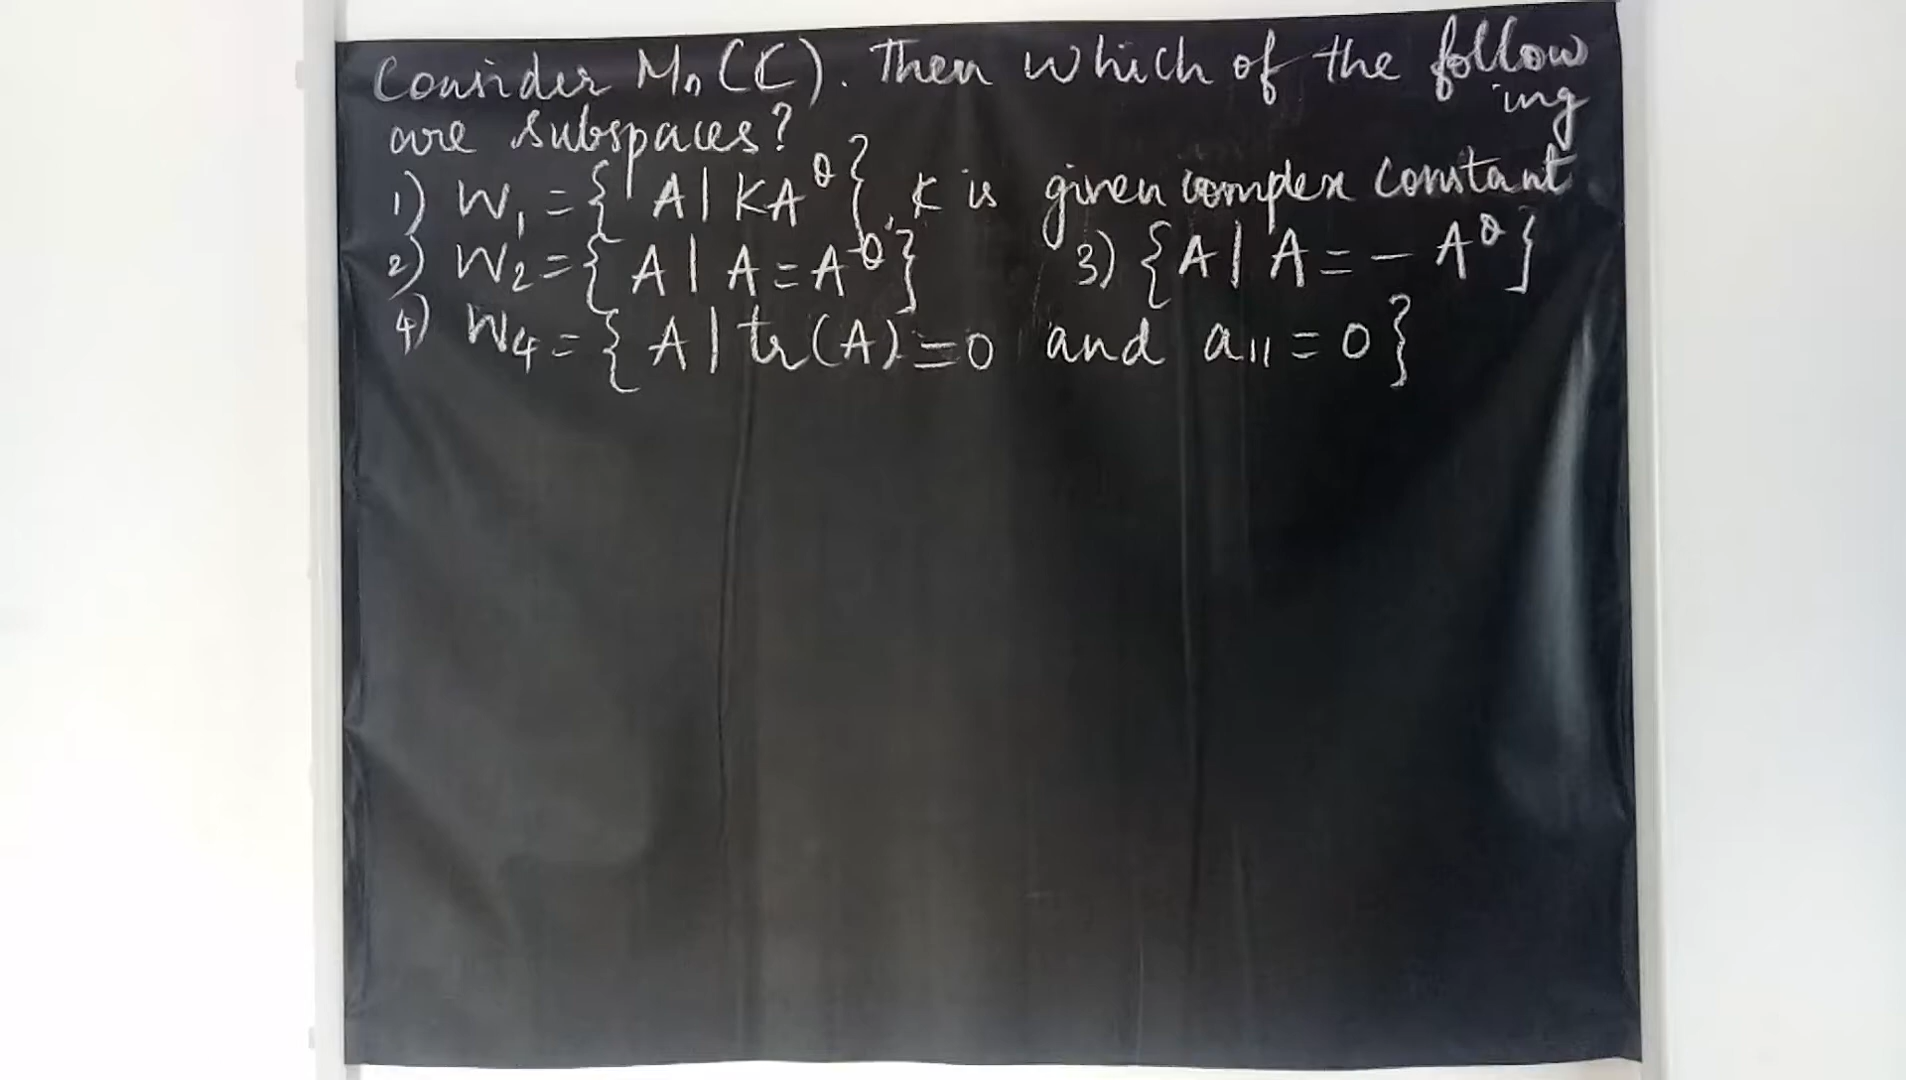 Consider Mn (C). Then which of the follow
ing
are subspaces?
1) W₁ = { A | KA^θ }, K is given complex constant
2) W₂ = { A | A = A^θ } 3) { A | A = - A^θ }
4) W₄ = { A | tr(A) = 0 and a₁₁ = 0 }